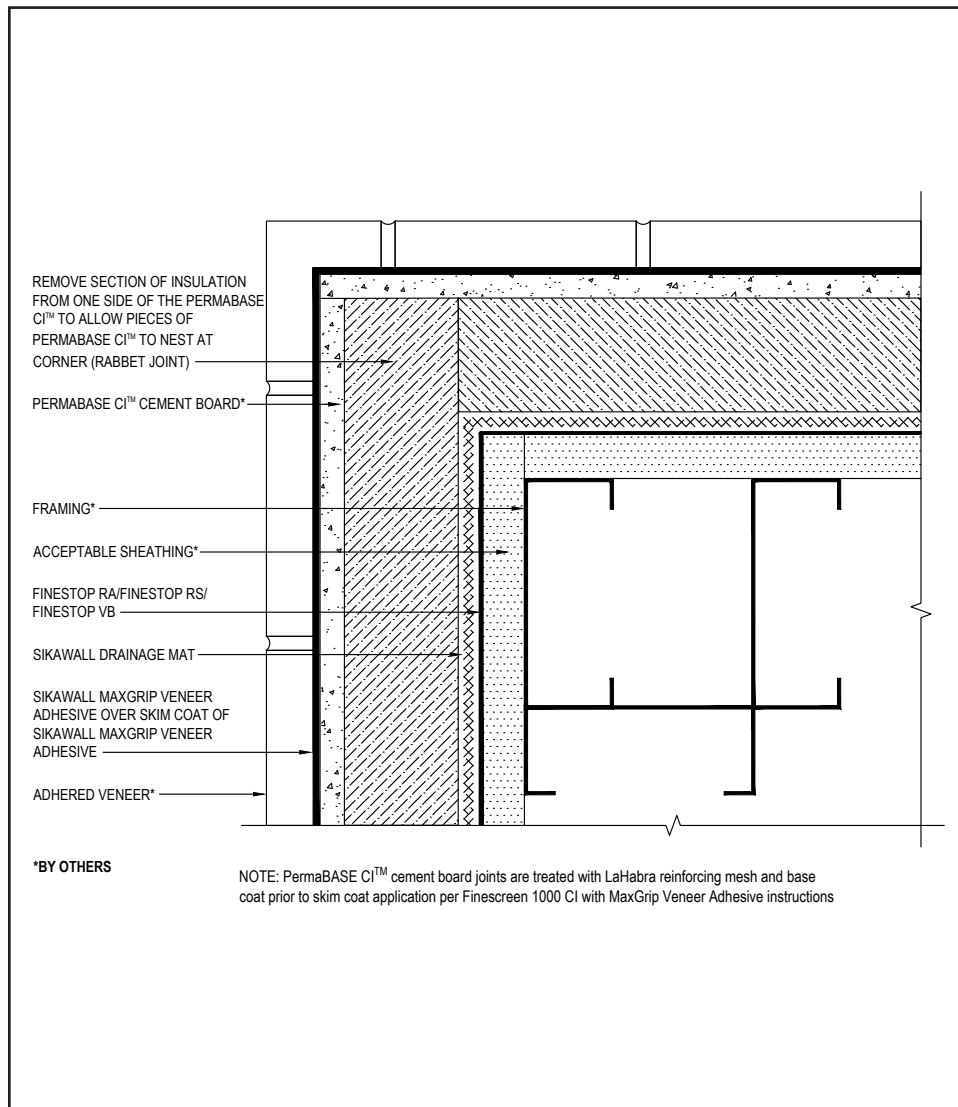 REMOVE SECTION OF INSULATION
FROM ONE SIDE OF THE PERMABASE
CI™ TO ALLOW PIECES OF
PERMABASE CI™ TO NEST AT
CORNER (RABBET JOINT)
PERMABASE CI™ CEMENT BOARD*
FRAMING*
ACCEPTABLE SHEATHING*
FINESTOP RA/FINESTOP RS/
FINESTOP VB
SIKAWALL DRAINAGE MAT
SIKAWALL MAXGRIP VENEER
ADHESIVE OVER SKIM COAT OF
SIKAWALL MAXGRIP VENEER
ADHESIVE
ADHERED VENEER*
*BY OTHERS
NOTE: PermaBASE CI™ cement board joints are treated with LaHabra reinforcing mesh and base
coat prior to skim coat application per Finescreen 1000 CI with MaxGrip Veneer Adhesive instructions